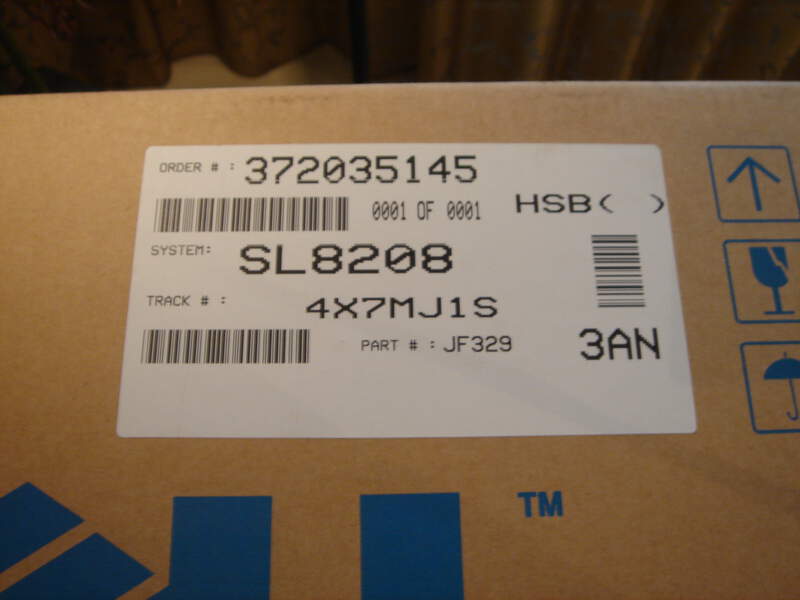 ORDER # : 372035145
0001 OF 0001 HSB( )
SYSTEM: SL8208
TRACK # : 4X7MJ1S
PART # : JF329 3AN
TM